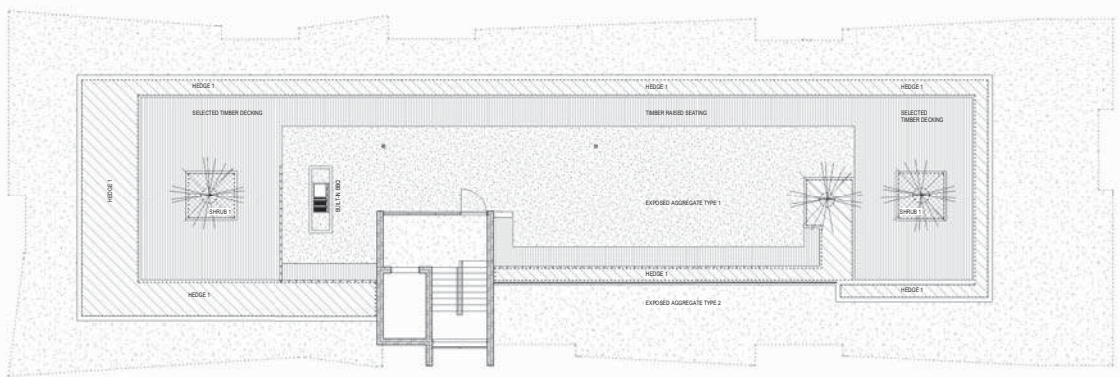 HEDGE 1
HEDGE 1
HEDGE 1
SELECTED TIMBER DECKING
TIMBER RAISED SEATING
SELECTED
TIMBER DECKING
HEDGE 1
BUILT-N BBQ
SHRUB 1
EXPOSED AGGREGATE TYPE 1
SHRUB 1
HEDGE 1
HEDGE 1
HEDGE 1
EXPOSED AGGREGATE TYPE 2